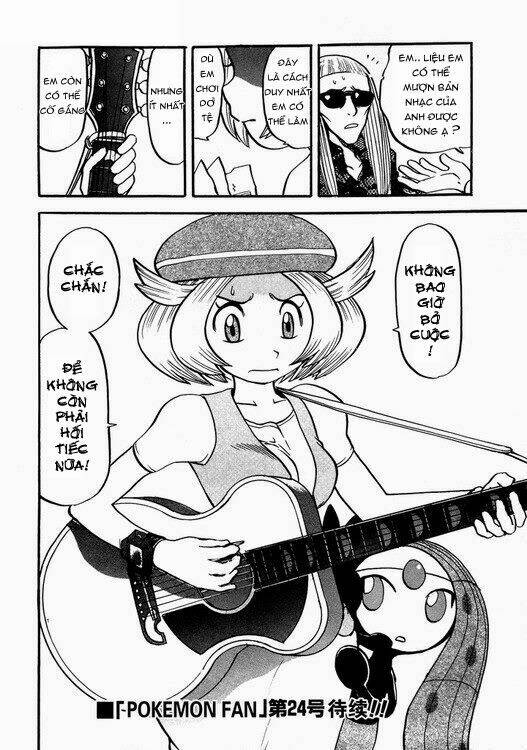 EM.. LIỆU EM
CÓ THỂ
MƯỢN BẢN
NHẠC CỦA
ANH ĐƯỢC
KHÔNG Ạ?
ĐÂY
LÀ CÁCH
DUY NHẤT
EM CÓ
THỂ LÀM
DÙ
EM
CHƠI
DỞ
TỆ
NHƯNG
ÍT NHẤT
...
EM CÒN
CÓ THỂ
CỐ GẮNG
KHÔNG
BAO
GIỜ
BỎ
CUỘC
!
CHẮC
CHẮN!
ĐỂ
KHÔNG
CÒN
PHẢI
HỐI
TIẾC
NỮA!
■「POKEMON FAN」第24号 待续!!